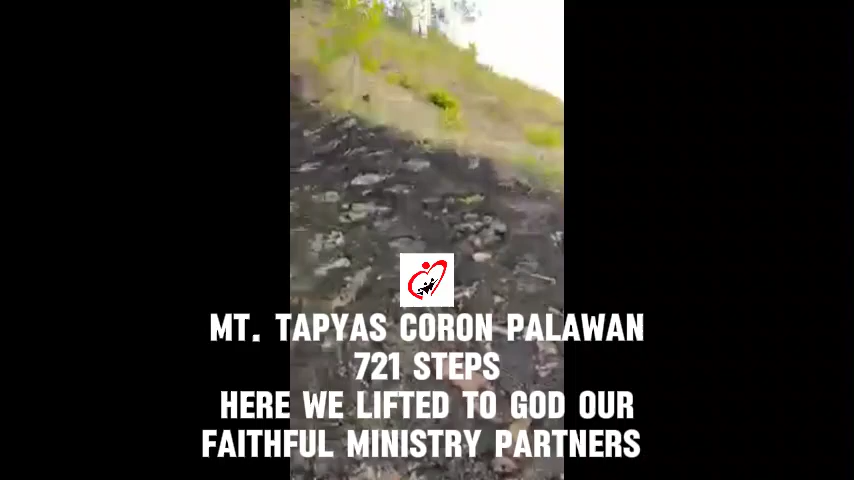 MT. TAPYAS CORON PALAWAN
721 STEPS
HERE WE LIFTED TO GOD OUR
FAITHFUL MINISTRY PARTNERS